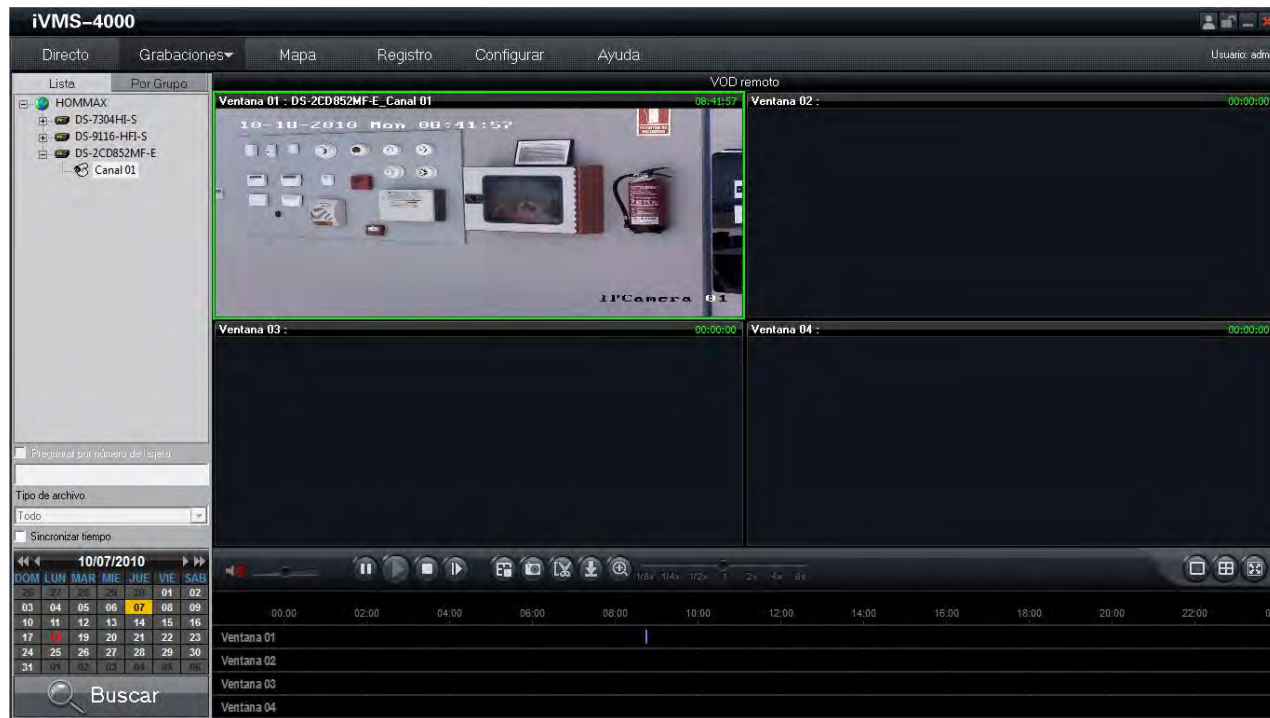 iVMS-4000
Directo Grabaciones▾ Mapa Registro Configurar Ayuda Usuario: adm
Lista Por Grupo
VOD remoto
HOMMAX
DS-7304HI-S
DS-9116-HFI-S
DS-2CD852MF-E
Canal 01
Ventana 01 : DS-2CD852MF-E_Canal 01 08:41:57
10-18-2010 Mon 08:41:57
IPCamera 01
Ventana 02 : 00:00:00
Ventana 03 : 00:00:00
Ventana 04 : 00:00:00
Preguntar por número de tarjeta
Tipo de archivo
Todo
Sincronizar tiempo
10/07/2010
DOM LUN MAR MIE JUE VIE SAB
26 27 28 29 30 01 02
03 04 05 06 07 08 09
10 11 12 13 14 15 16
17 18 19 20 21 22 23
24 25 26 27 28 29 30
31 01 02 03 04 05 06
Buscar
1/8x 1/4x 1/2x 1 2x 4x 8x
00:00 02:00 04:00 06:00 08:00 10:00 12:00 14:00 16:00 18:00 20:00 22:00 0
Ventana 01
Ventana 02
Ventana 03
Ventana 04